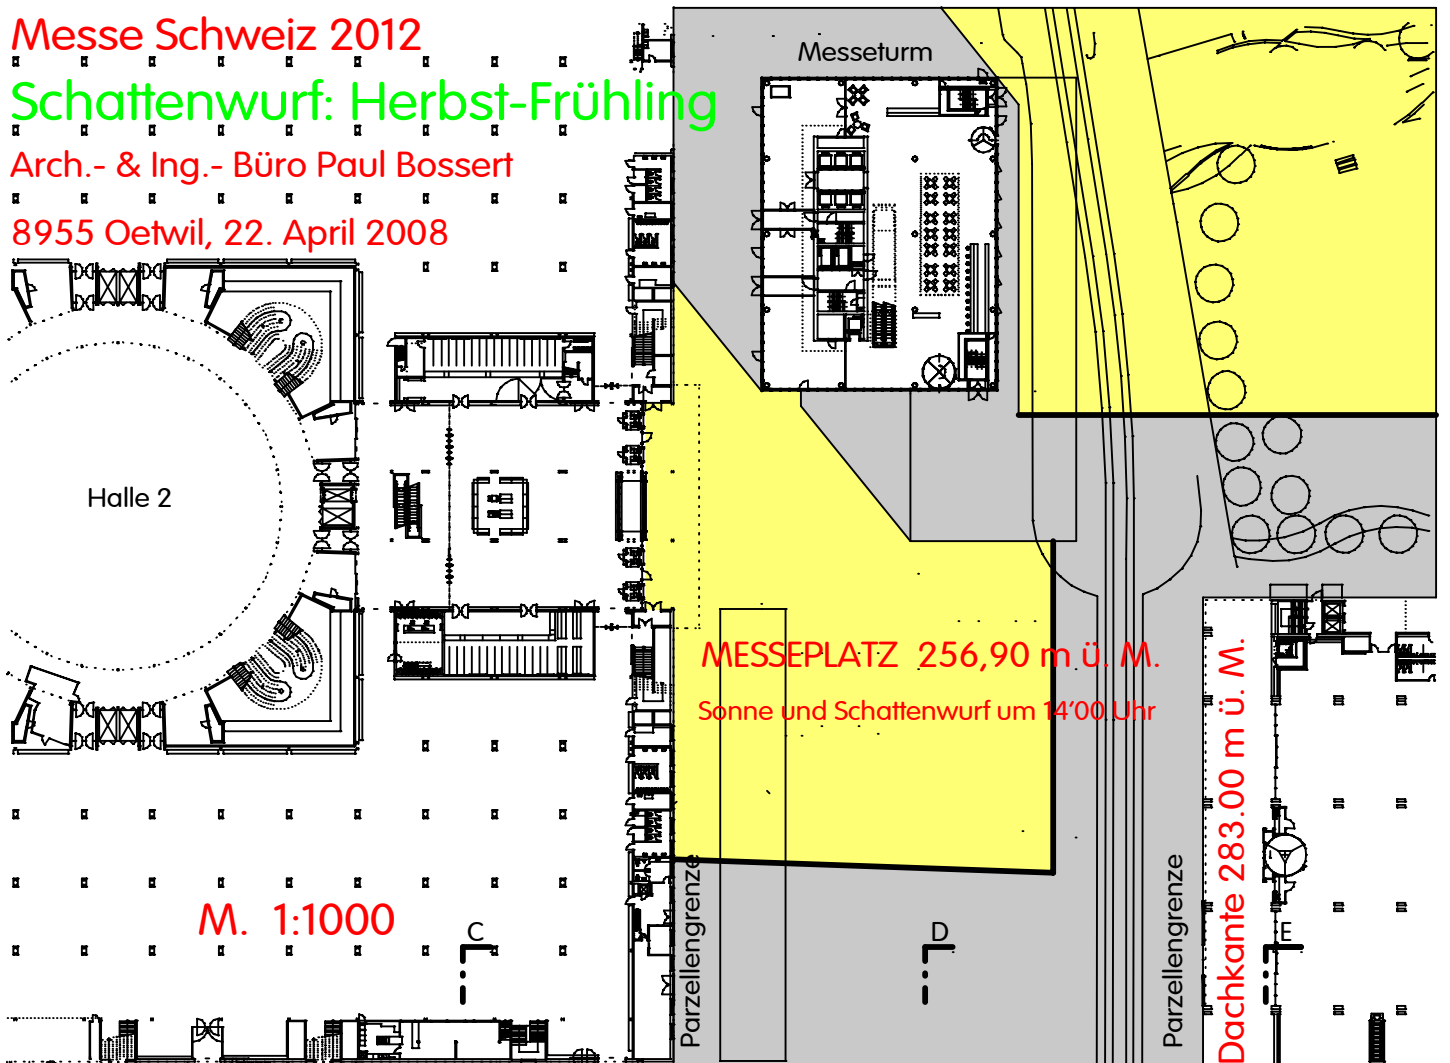 Messe Schweiz 2012
Schattenwurf: Herbst-Frühling
Arch.- & Ing.- Büro Paul Bossert
8955 Oetwil, 22. April 2008
Messeturm
Halle 2
MESSEPLATZ 256,90 m ü. M.
Sonne und Schattenwurf um 14'00 Uhr
M. 1:1000
C
D
E
Parzellengrenze
Parzellengrenze
Dachkante 283.00 m ü. M.